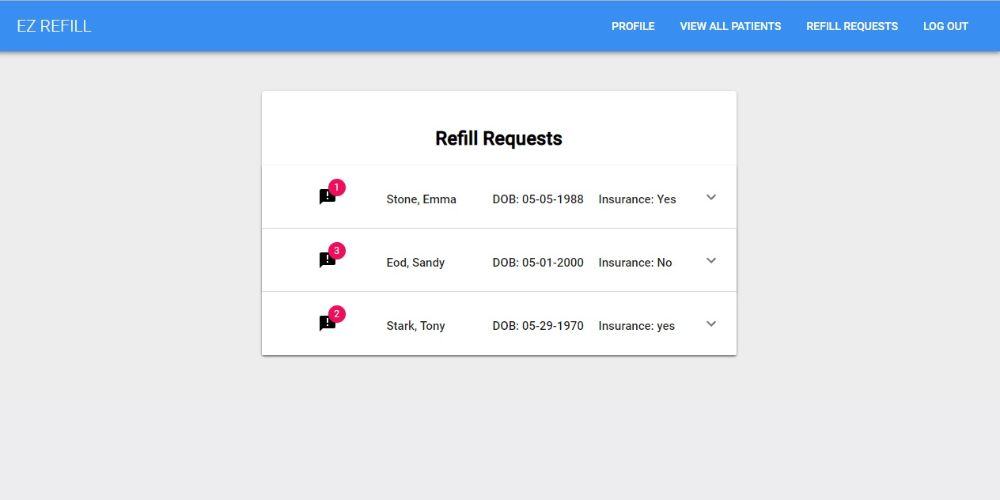 EZ REFILL PROFILE VIEW ALL PATIENTS REFILL REQUESTS LOG OUT
Refill Requests
1 Stone, Emma DOB: 05-05-1988 Insurance: Yes
3 Eod, Sandy DOB: 05-01-2000 Insurance: No
2 Stark, Tony DOB: 05-29-1970 Insurance: yes